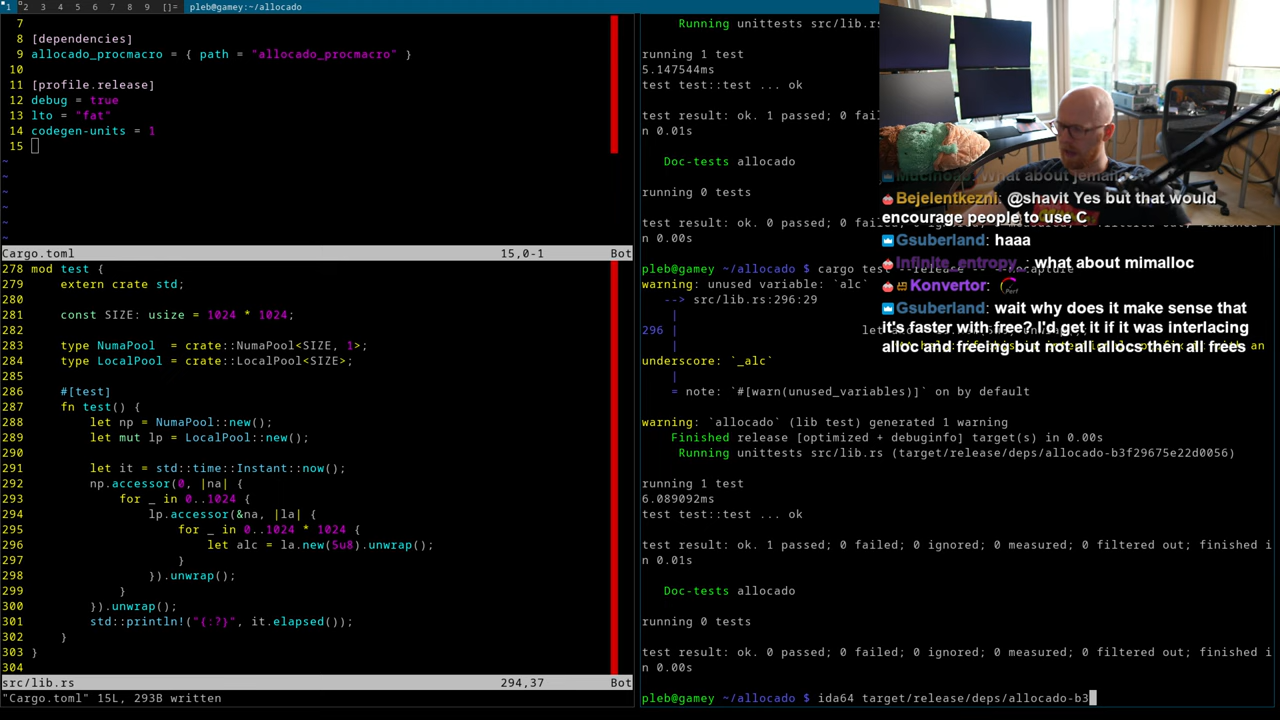 1 2 3 4 5 6 7 8 9 []= pleb@gamey:~/allocado
7
8 [dependencies]
9 allocado_procmacro = { path = "allocado_procmacro" }
10
11 [profile.release]
12 debug = true
13 lto = "fat"
14 codegen-units = 1
15
~
~
~
~
~
~
Cargo.toml 15,0-1 Bot
278 mod test {
279 extern crate std;
280
281 const SIZE: usize = 1024 * 1024;
282
283 type NumaPool = crate::NumaPool<SIZE, 1>;
284 type LocalPool = crate::LocalPool<SIZE>;
285
286 #[test]
287 fn test() {
288 let np = NumaPool::new();
289 let mut lp = LocalPool::new();
290
291 let it = std::time::Instant::now();
292 np.accessor(0, |na| {
293 for _ in 0..1024 {
294 lp.accessor(&na, |la| {
295 for _ in 0..1024 * 1024 {
296 let alc = la.new(5u8).unwrap();
297 }
298 }).unwrap();
299 }
300 }).unwrap();
301 std::println!("{:?}", it.elapsed());
302 }
303 }
304
src/lib.rs 294,37 Bot
"Cargo.toml" 15L, 293B written
Running unittests src/lib.rs
running 1 test
5.147544ms
test test::test ... ok
test result: ok. 1 passed; 0 fail
n 0.01s
Doc-tests allocado
running 0 tests
test result: ok. 0 passed; 0 fail
n 0.00s
pleb@gamey ~/allocado $ cargo test --release -- --nocapture
warning: unused variable: `alc`
--> src/lib.rs:296:29
|
296 | let
|
underscore: `_alc`
|
= note: `#[warn(unused_variables)]` on by default
warning: `allocado` (lib test) generated 1 warning
Finished release [optimized + debuginfo] target(s) in 0.00s
Running unittests src/lib.rs (target/release/deps/allocado-b3f29675e22d0056)
running 1 test
6.089092ms
test test::test ... ok
test result: ok. 1 passed; 0 failed; 0 ignored; 0 measured; 0 filtered out; finished i
n 0.01s
Doc-tests allocado
running 0 tests
test result: ok. 0 passed; 0 failed; 0 ignored; 0 measured; 0 filtered out; finished i
n 0.00s
pleb@gamey ~/allocado $ ida64 target/release/deps/allocado-b3
What about jemalloc?
Bejelentkezni: @shavit Yes but that would
encourage people to use C
Gsuberland: haaa
Infinite_entropy_: what about mimalloc
Konvertor:
Gsuberland: wait why does it make sense that
it's faster with free? I'd get it if it was interlacing
alloc and freeing but not all allocs then all frees